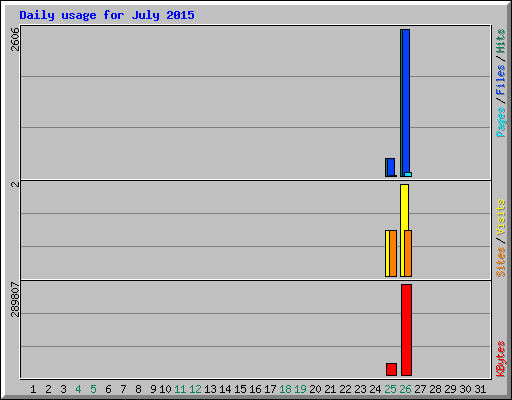 Daily usage for July 2015
2606
Pages / Files / Hits
2
Sites / Visits
289807
KBytes
1 2 3 4 5 6 7 8 9 10 11 12 13 14 15 16 17 18 19 20 21 22 23 24 25 26 27 28 29 30 31